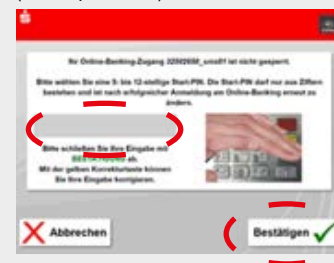 Ihr Online-Banking-Zugang 32502650_small1 ist nicht gesperrt.
Bitte wählen Sie eine 5- bis 12-stellige Start-PIN. Die Start-PIN darf nur aus Ziffern
bestehen und ist nach erfolgreicher Anmeldung am Online-Banking erneut zu
ändern.
Bitte schließen Sie Ihre Eingabe mit
BESTÄTIGUNG ab.
Mit der gelben Korrekturtaste können
Sie Ihre Eingabe korrigieren.
Abbrechen
Bestätigen